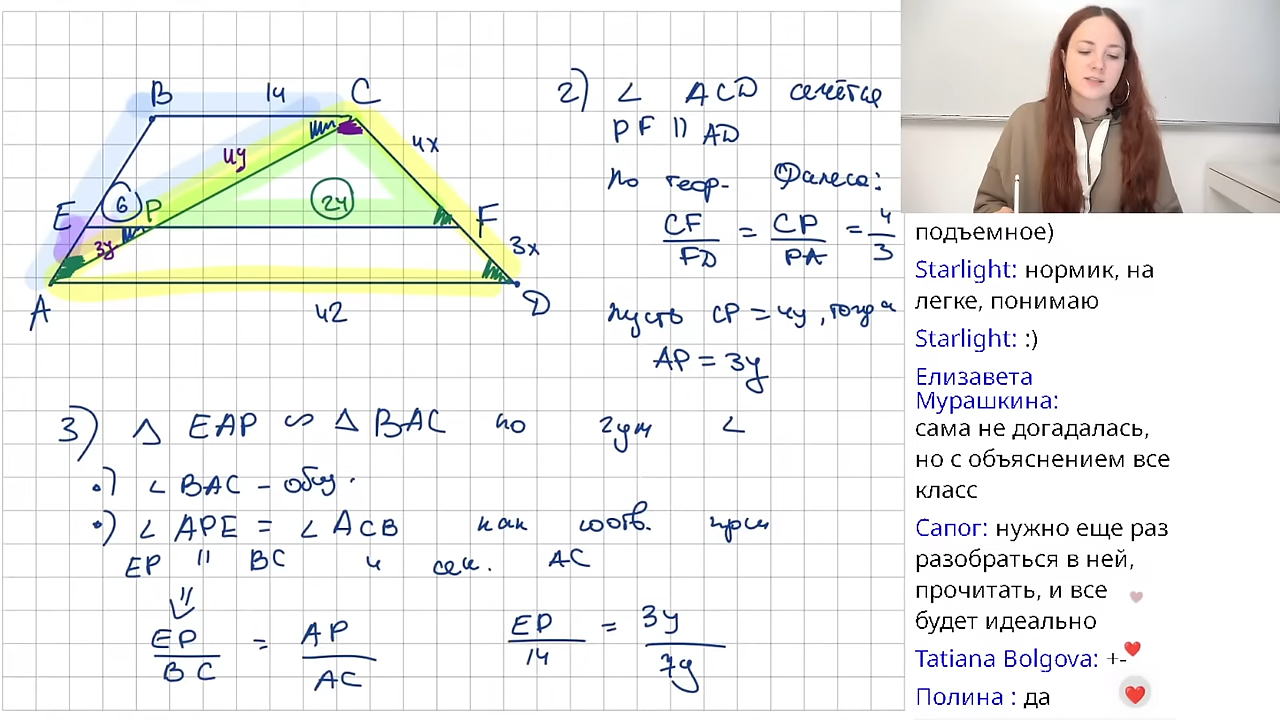 B 14 C
4x
4y
E 6 P 24 F
3y 3x
A 42 D
2) ∠ ACD сечётся
PF || AD
По теор. Фалеса:
CF/FD = CP/PA = 4/3
Пусть CP = 4y, тогда
AP = 3y
3) Δ EAP ∽ Δ BAC по двум ∠
•) ∠ BAC – общ.
•) ∠ APE = ∠ ACB как соотв. при
EP || BC и сек. AC
EP/BC = AP/AC EP/14 = 3y/7y
подъемное)
Starlight: нормик, на
легке, понимаю
Starlight: :)
Елизавета
Мурашкина:
сама не догадалась,
но с объяснением все
класс
Сапог: нужно еще раз
разобраться в ней,
прочитать, и все
будет идеально
Tatiana Bolgova: +-
Полина : да